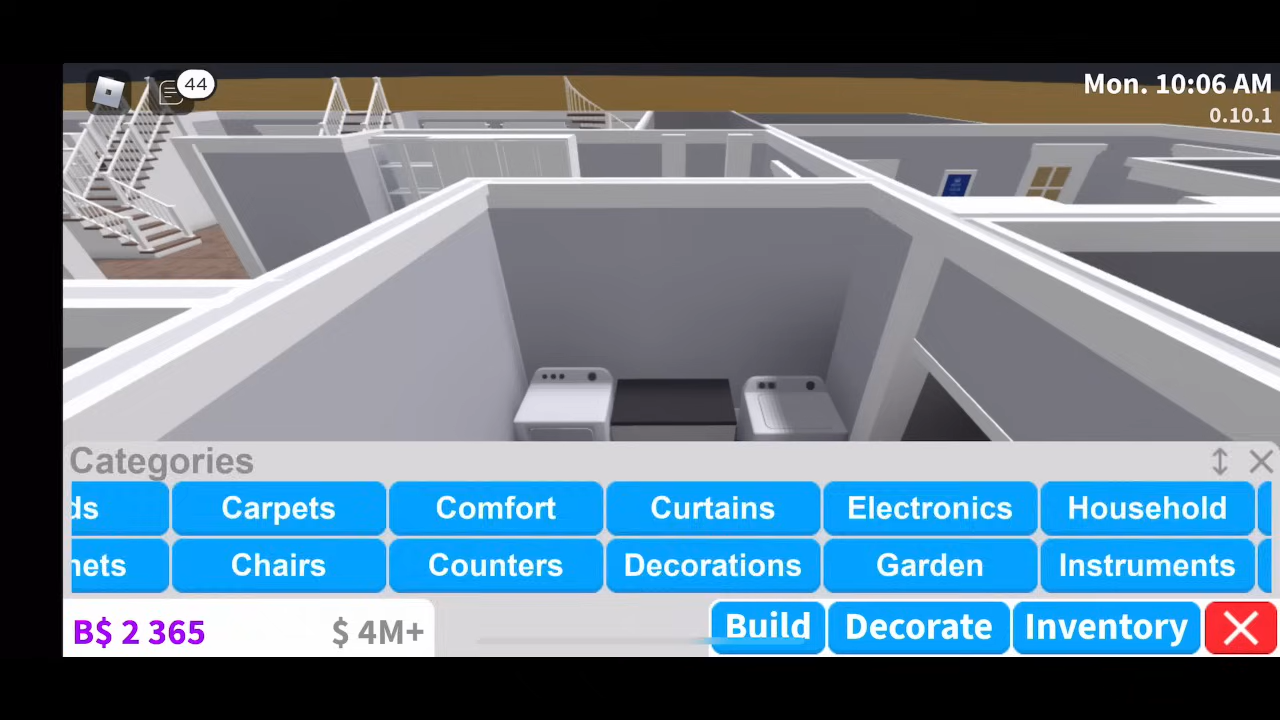 44
Mon. 10:06 AM
0.10.1
Categories
ds
Carpets
Comfort
Curtains
Electronics
Household
nets
Chairs
Counters
Decorations
Garden
Instruments
B$ 2 365
$ 4M+
Build
Decorate
Inventory